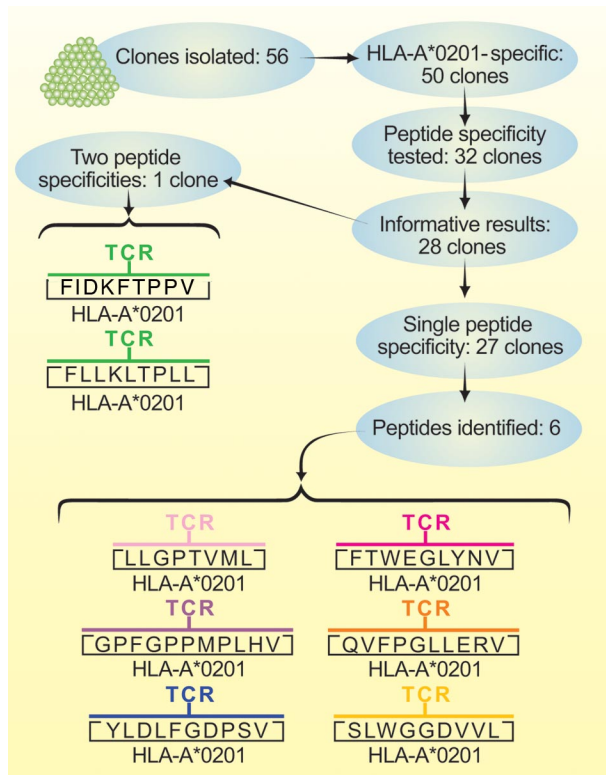 Clones isolated: 56
HLA-A*0201-specific:
50 clones
Peptide specificity
tested: 32 clones
Two peptide
specificities: 1 clone
Informative results:
28 clones
TCR
FIDKFTPPV
HLA-A*0201
TCR
FLLKLTPLL
HLA-A*0201
Single peptide
specificity: 27 clones
Peptides identified: 6
TCR
LLGPTVML
HLA-A*0201
TCR
FTWEGLYNV
HLA-A*0201
TCR
GPFGPPMPLHV
HLA-A*0201
TCR
QVFPGLLERV
HLA-A*0201
TCR
YLDLFGDPSV
HLA-A*0201
TCR
SLWGGDVVL
HLA-A*0201